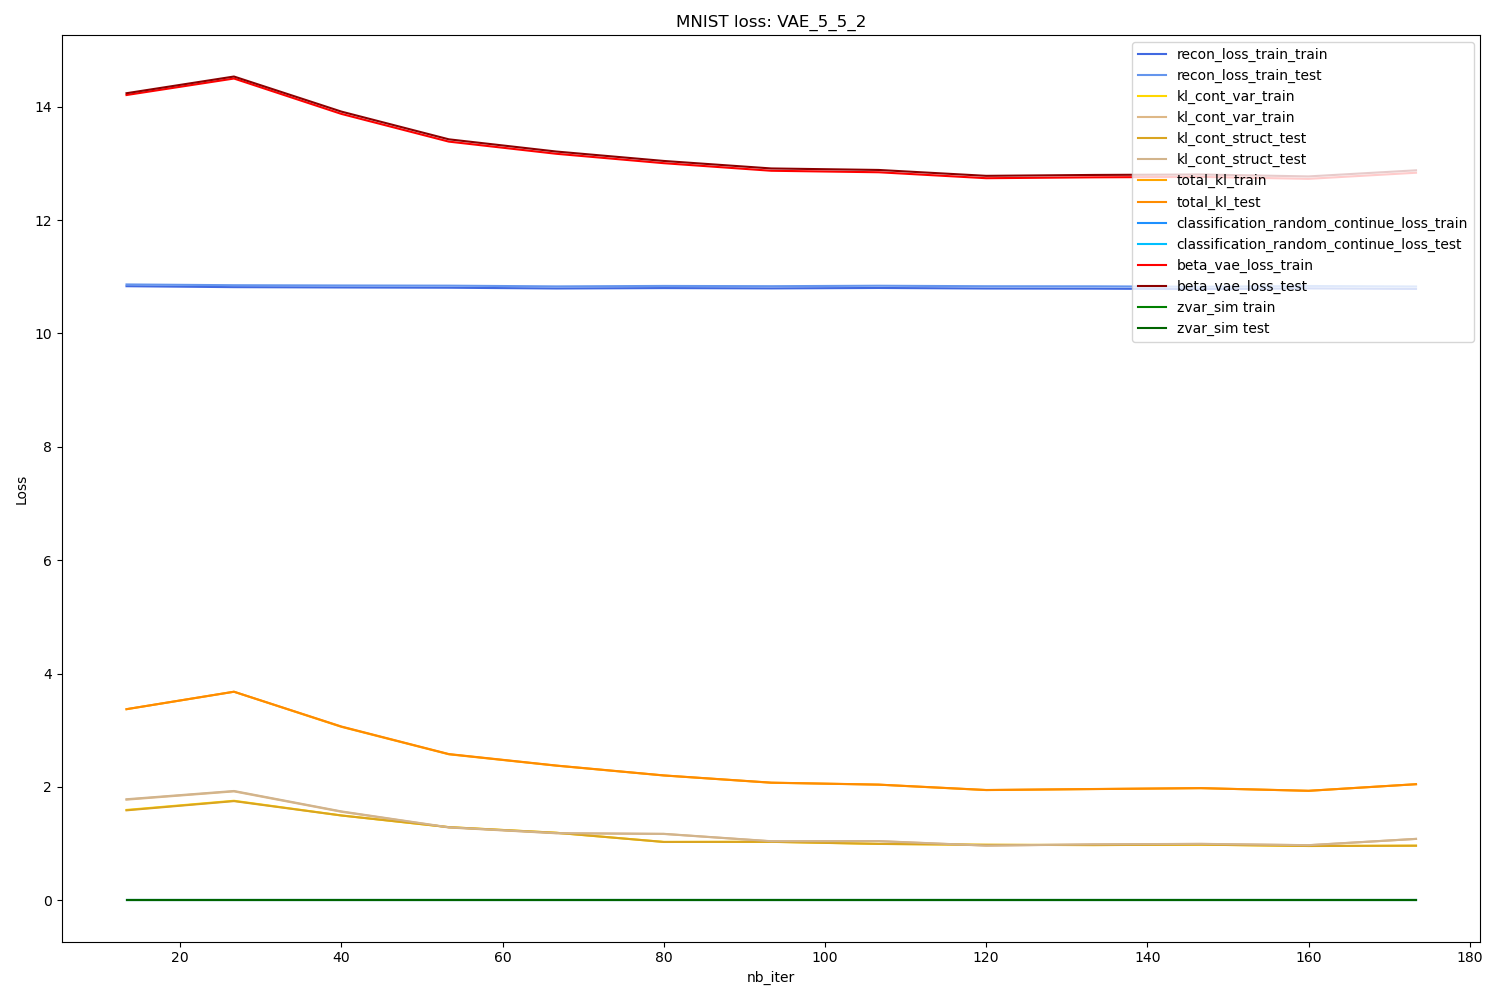 MNIST loss: VAE_5_5_2
recon_loss_train_train
recon_loss_train_test
kl_cont_var_train
kl_cont_var_train
kl_cont_struct_test
kl_cont_struct_test
total_kl_train
total_kl_test
classification_random_continue_loss_train
classification_random_continue_loss_test
beta_vae_loss_train
beta_vae_loss_test
zvar_sim train
zvar_sim test
14
12
10
8
6
4
2
0
Loss
20 40 60 80 100 120 140 160 180
nb_iter